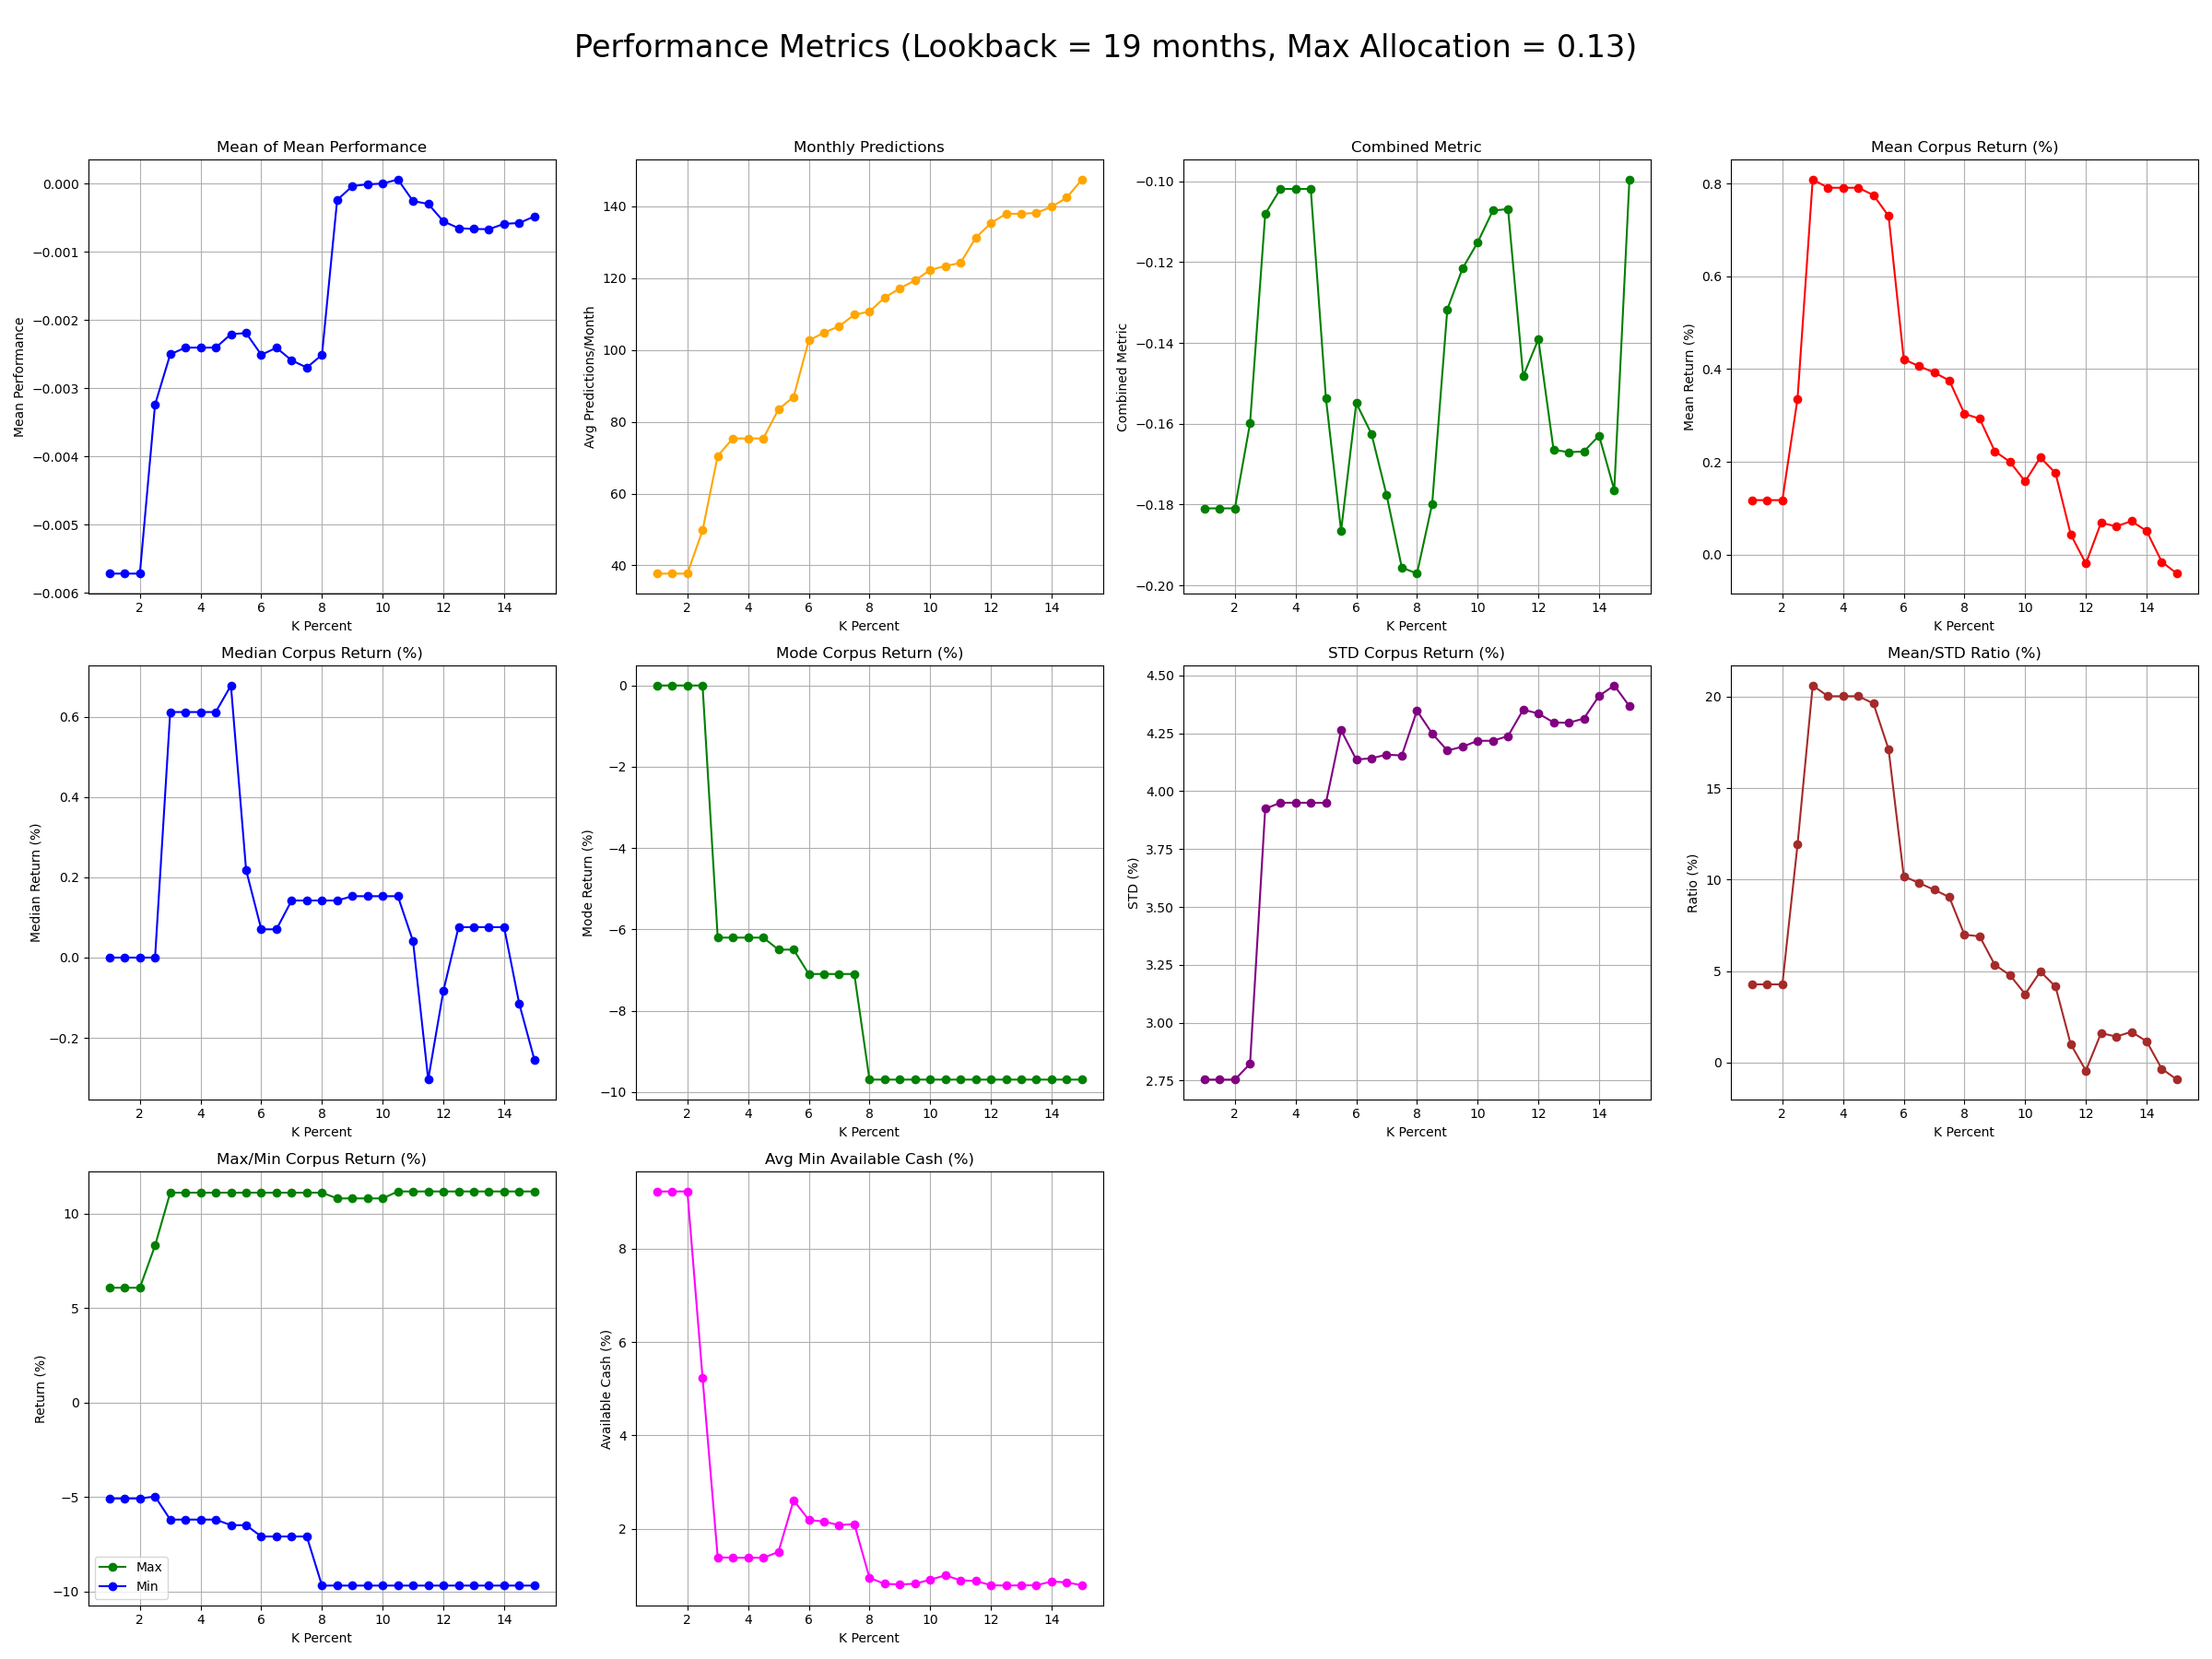 Performance Metrics (Lookback = 19 months, Max Allocation = 0.13)
Mean of Mean Performance
Mean Performance
0.000
−0.001
−0.002
−0.003
−0.004
−0.005
−0.006
2 4 6 8 10 12 14
K Percent
Monthly Predictions
Avg Predictions/Month
140
120
100
80
60
40
2 4 6 8 10 12 14
K Percent
Combined Metric
Combined Metric
−0.10
−0.12
−0.14
−0.16
−0.18
−0.20
2 4 6 8 10 12 14
K Percent
Mean Corpus Return (%)
Mean Return (%)
0.8
0.6
0.4
0.2
0.0
2 4 6 8 10 12 14
K Percent
Median Corpus Return (%)
Median Return (%)
0.6
0.4
0.2
0.0
−0.2
2 4 6 8 10 12 14
K Percent
Mode Corpus Return (%)
Mode Return (%)
0
−2
−4
−6
−8
−10
2 4 6 8 10 12 14
K Percent
STD Corpus Return (%)
STD (%)
4.50
4.25
4.00
3.75
3.50
3.25
3.00
2.75
2 4 6 8 10 12 14
K Percent
Mean/STD Ratio (%)
Ratio (%)
20
15
10
5
0
2 4 6 8 10 12 14
K Percent
Max/Min Corpus Return (%)
Return (%)
10
5
0
−5
−10
Max
Min
2 4 6 8 10 12 14
K Percent
Avg Min Available Cash (%)
Available Cash (%)
8
6
4
2
2 4 6 8 10 12 14
K Percent